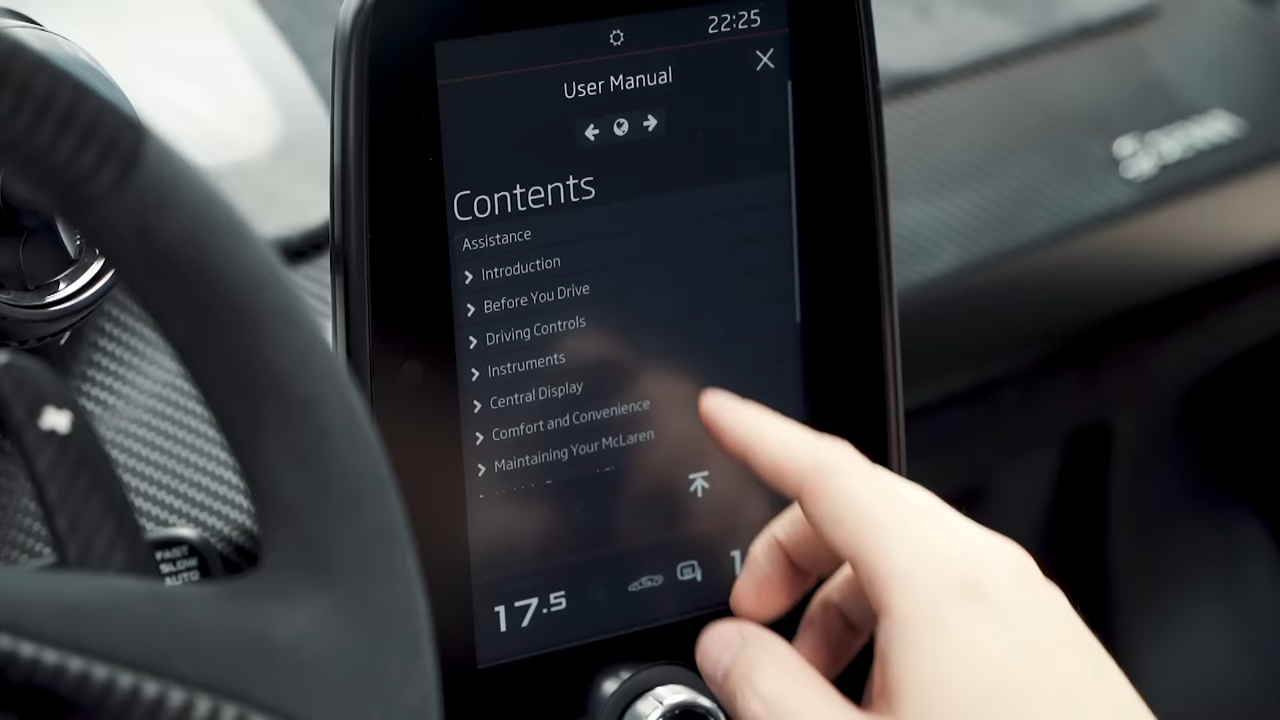 22:25
User Manual
Contents
Assistance
Introduction
Before You Drive
Driving Controls
Instruments
Central Display
Comfort and Convenience
Maintaining Your McLaren
17.5
FAST
SLOW
AUTO